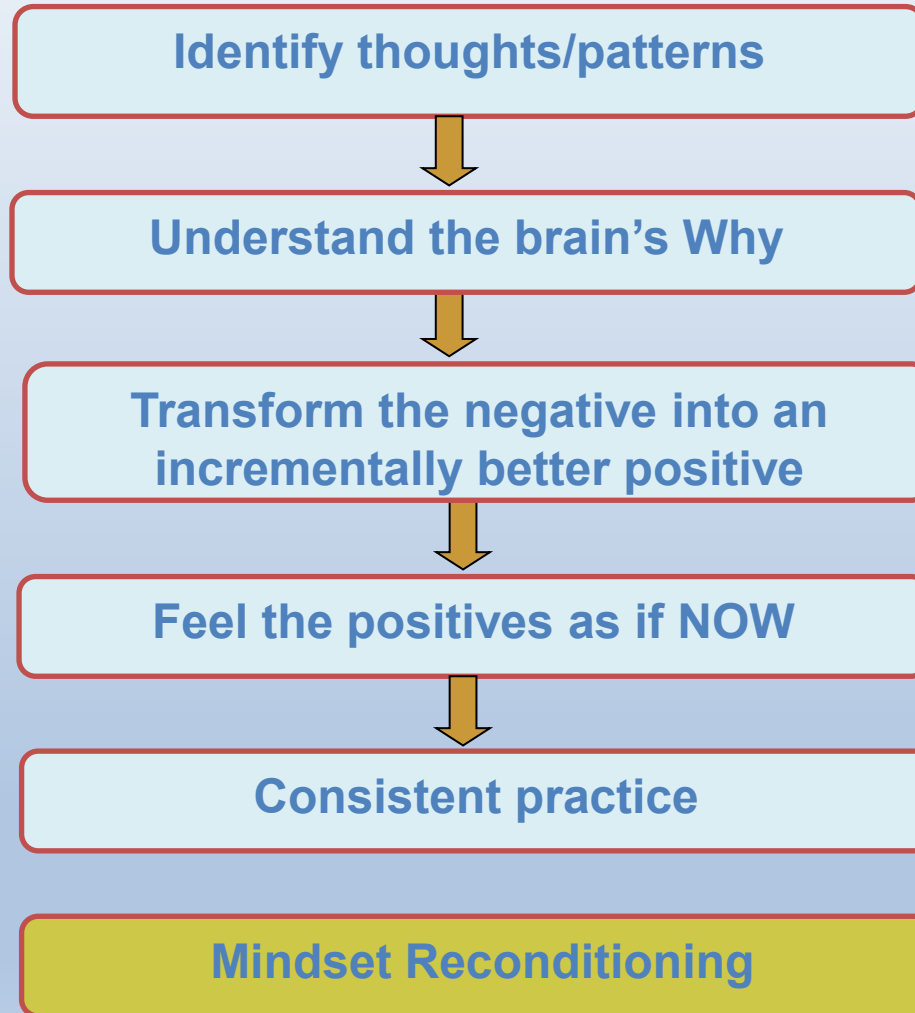 Identify thoughts/patterns
Understand the brain’s Why
Transform the negative into an
incrementally better positive
Feel the positives as if NOW
Consistent practice
Mindset Reconditioning